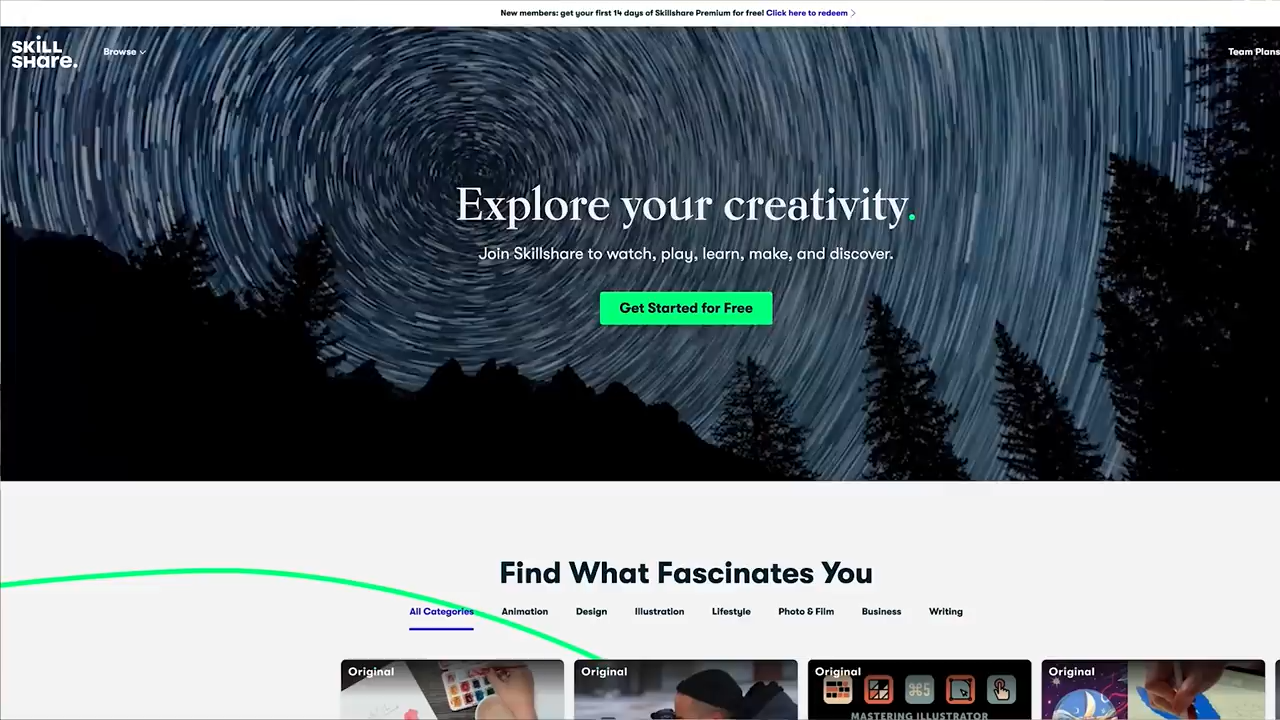 New members: get your first 14 days of Skillshare Premium for free! Click here to redeem
SKILL
SHARE.
Browse
Team Plans
Explore your creativity.
Join Skillshare to watch, play, learn, make, and discover.
Get Started for Free
Find What Fascinates You
All Categories Animation Design Illustration Lifestyle Photo & Film Business Writing
Original Original Original Original
⌘5
MASTERING ILLUSTRATOR